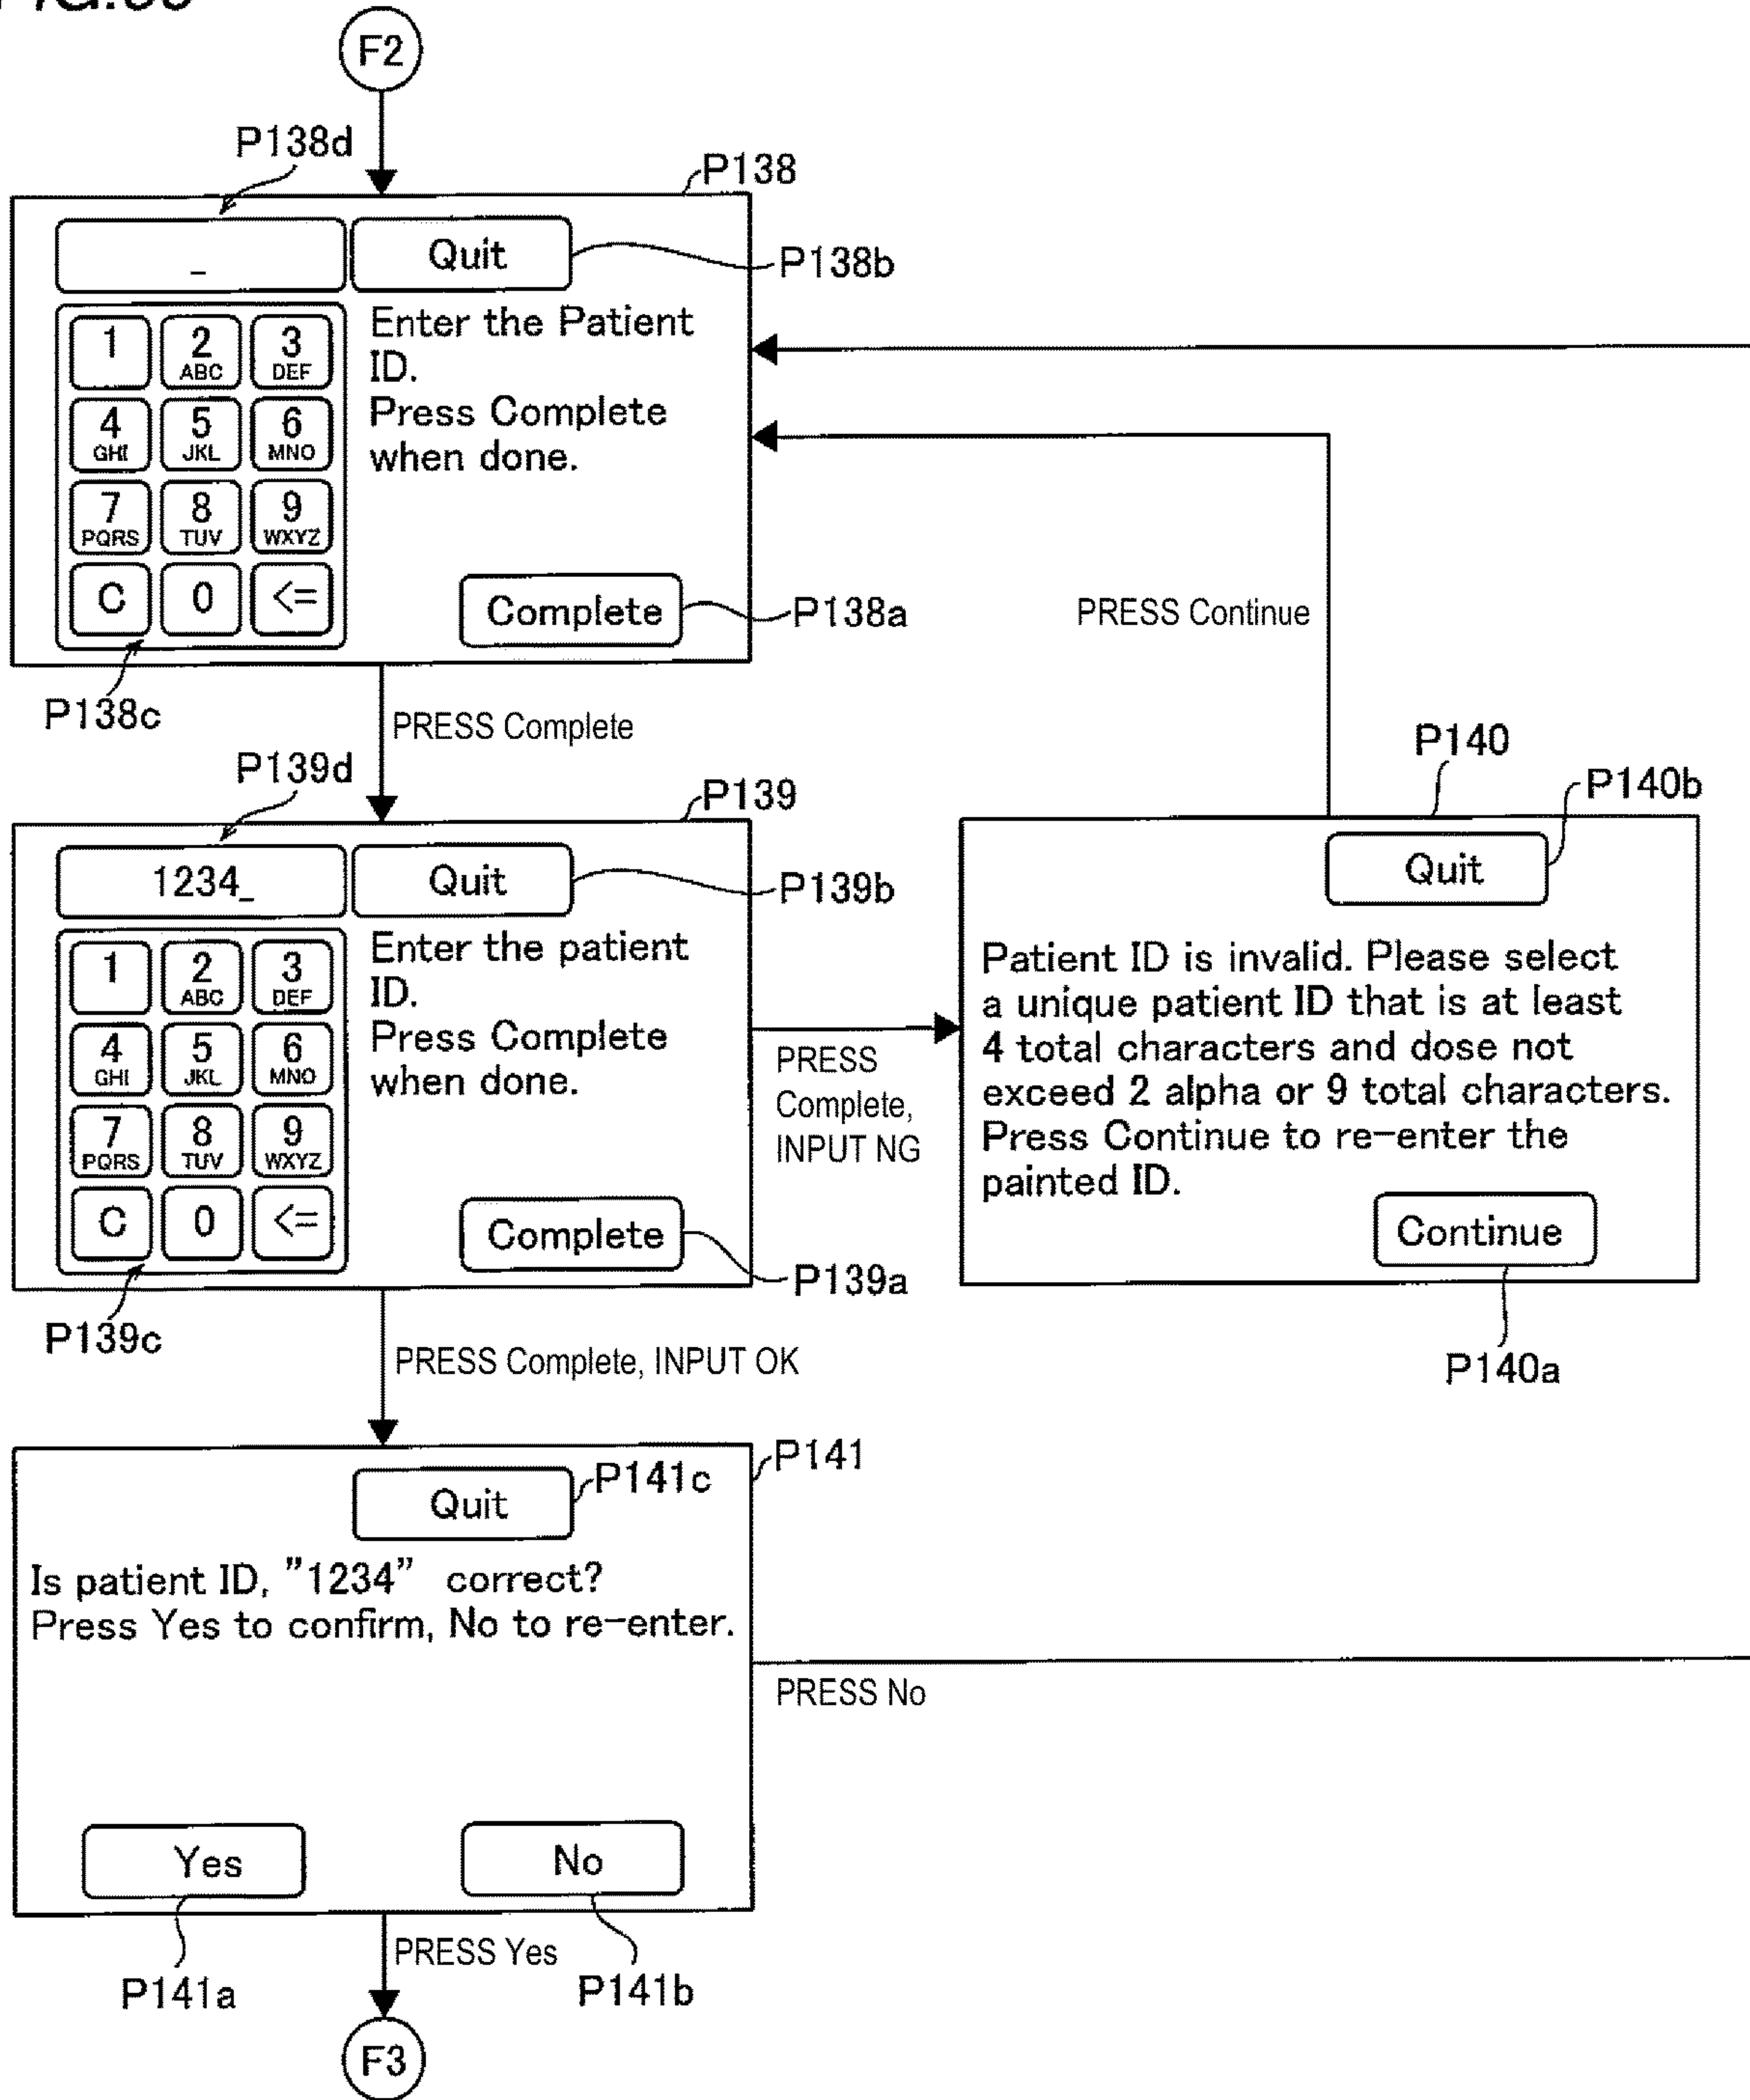 F2
P138d
P138
_
Quit
P138b
1
2
ABC
3
DEF
4
GHI
5
JKL
6
MNO
7
PQRS
8
TUV
9
WXYZ
C
0
<=
Enter the Patient
ID.
Press Complete
when done.
Complete
P138a
P138c
PRESS Complete
PRESS Continue
P139d
P139
1234_
Quit
P139b
1
2
ABC
3
DEF
4
GHI
5
JKL
6
MNO
7
PQRS
8
TUV
9
WXYZ
C
0
<=
Enter the patient
ID.
Press Complete
when done.
Complete
P139a
P139c
PRESS
Complete,
INPUT NG
P140
P140b
Quit
Patient ID is invalid. Please select
a unique patient ID that is at least
4 total characters and dose not
exceed 2 alpha or 9 total characters.
Press Continue to re-enter the
painted ID.
Continue
P140a
PRESS Complete, INPUT OK
P141
P141c
Quit
Is patient ID, "1234" correct?
Press Yes to confirm, No to re-enter.
PRESS No
Yes
No
P141a
PRESS Yes
P141b
F3